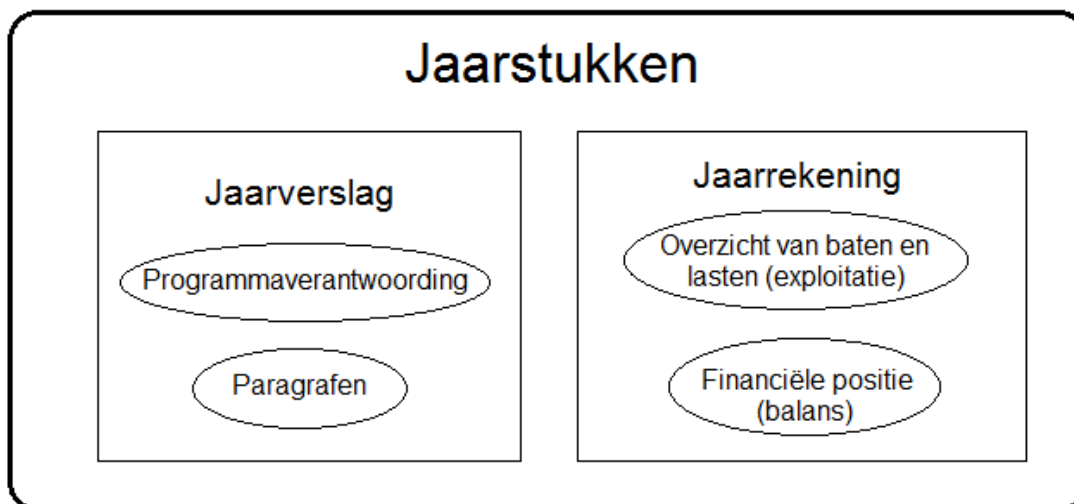 Jaarstukken
Jaarverslag
Programmaverantwoording
Paragrafen
Jaarrekening
Overzicht van baten en
lasten (exploitatie)
Financiële positie
(balans)